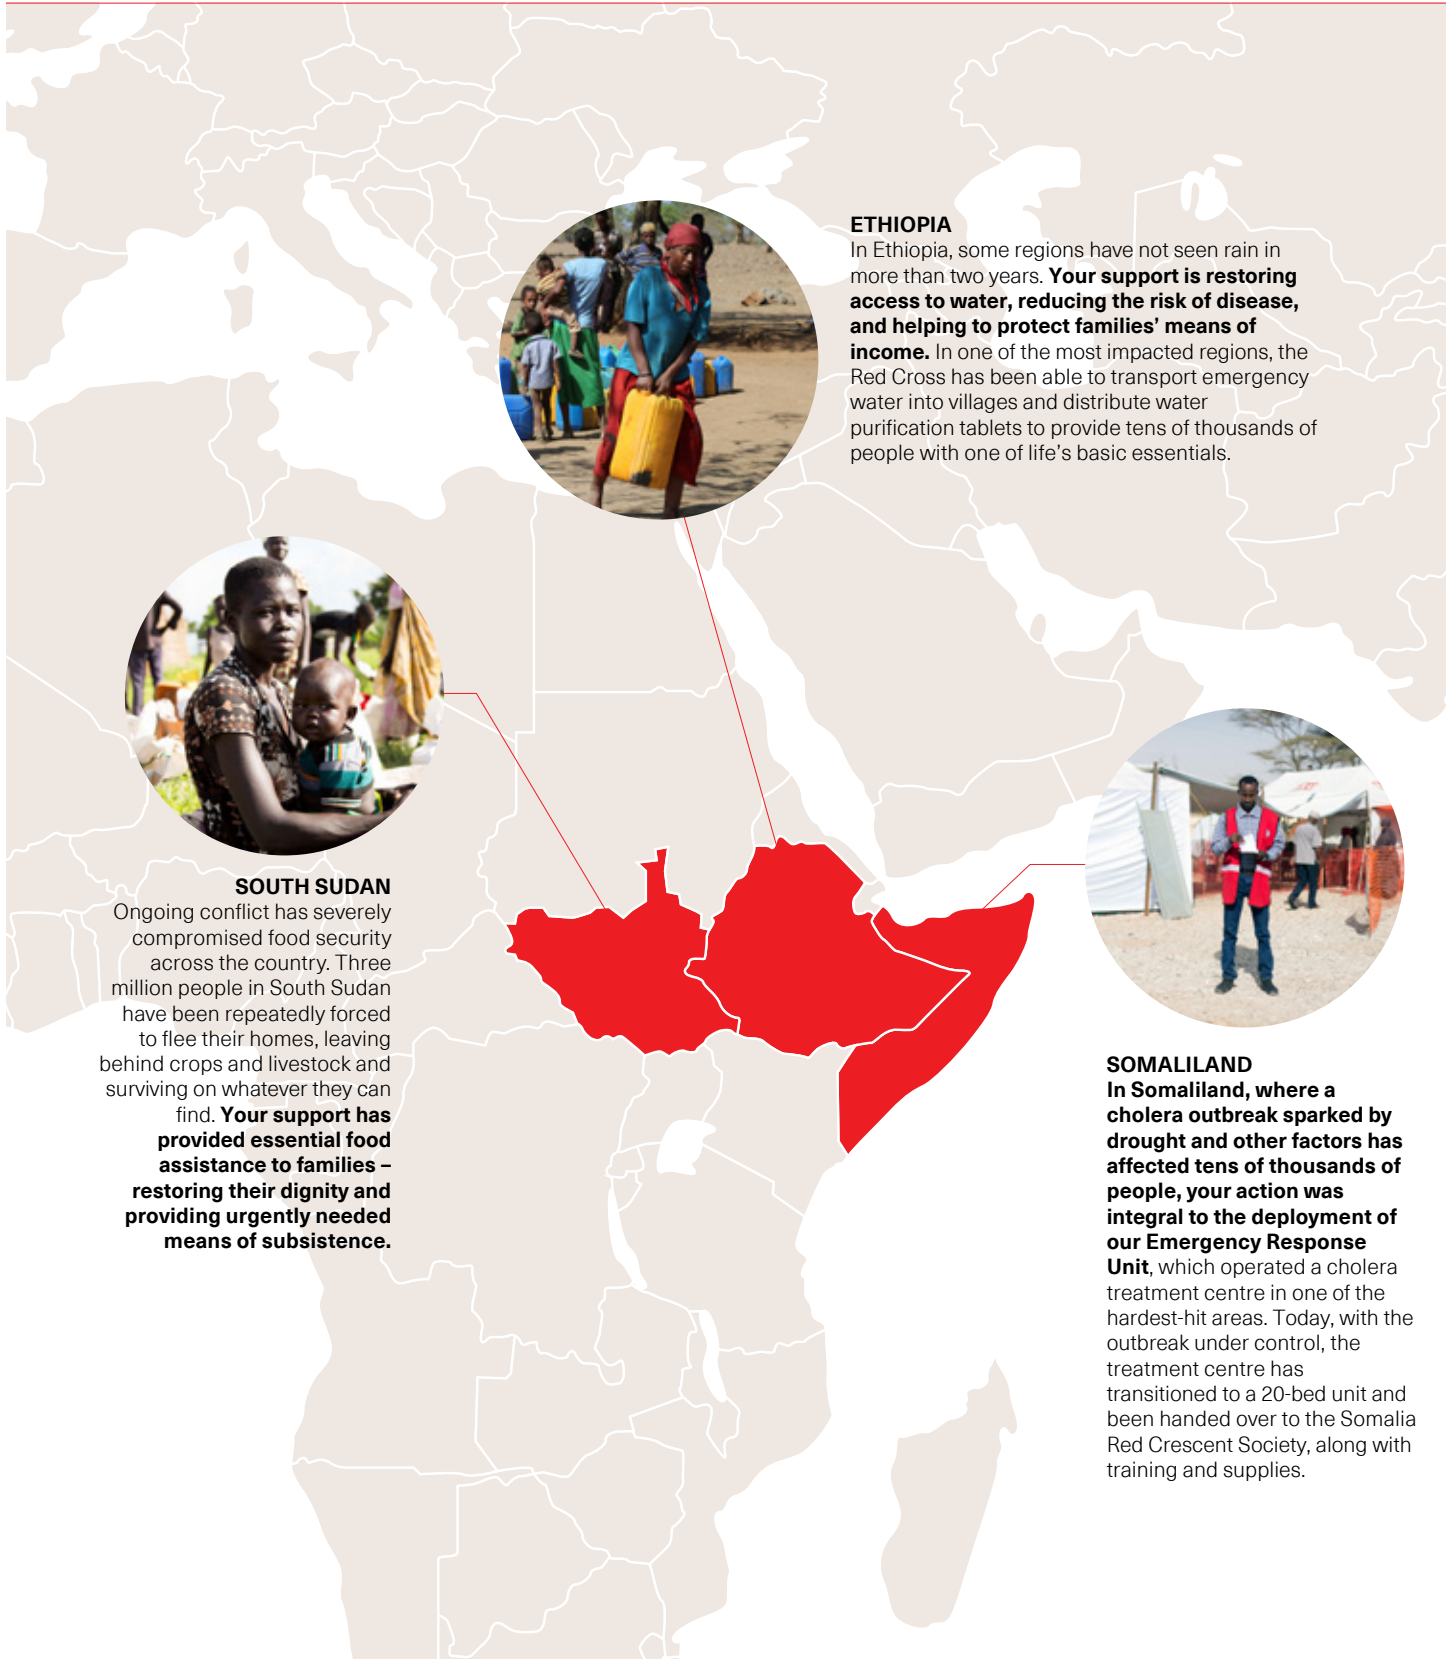 ETHIOPIA
In Ethiopia, some regions have not seen rain in
more than two years. Your support is restoring
access to water, reducing the risk of disease,
and helping to protect families’ means of
income. In one of the most impacted regions, the
Red Cross has been able to transport emergency
water into villages and distribute water
purification tablets to provide tens of thousands of
people with one of life's basic essentials.
SOUTH SUDAN
Ongoing conflict has severely
compromised food security
across the country. Three
million people in South Sudan
have been repeatedly forced
to flee their homes, leaving
behind crops and livestock and
surviving on whatever they can
find. Your support has
provided essential food
assistance to families –
restoring their dignity and
providing urgently needed
means of subsistence.
SOMALILAND
In Somaliland, where a
cholera outbreak sparked by
drought and other factors has
affected tens of thousands of
people, your action was
integral to the deployment of
our Emergency Response
Unit, which operated a cholera
treatment centre in one of the
hardest-hit areas. Today, with the
outbreak under control, the
treatment centre has
transitioned to a 20-bed unit and
been handed over to the Somalia
Red Crescent Society, along with
training and supplies.